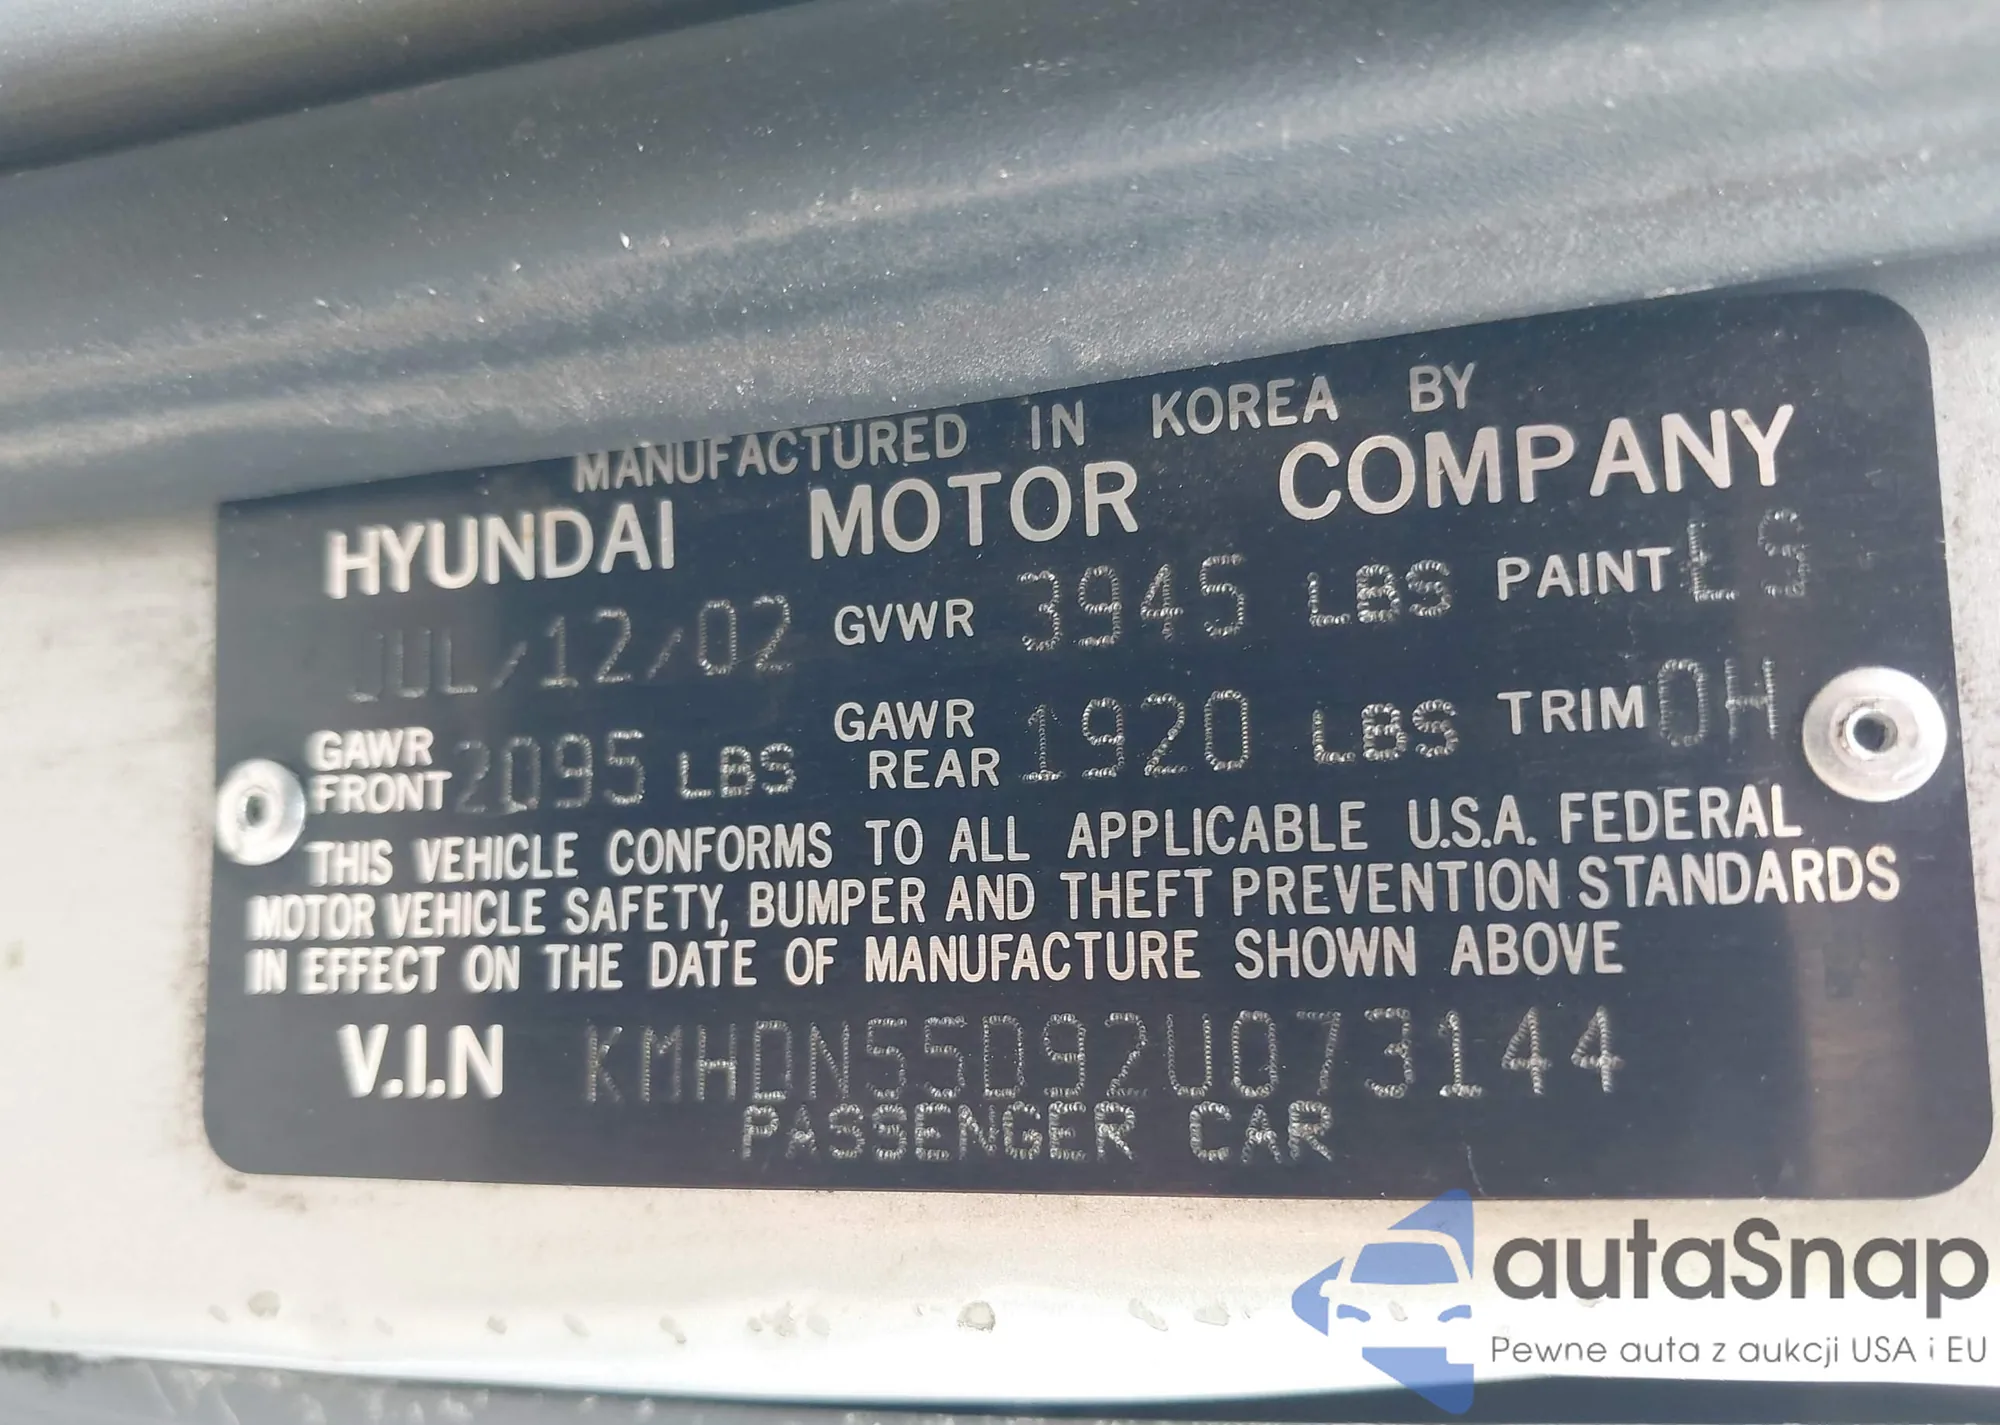 MANUFACTURED IN KOREA BY
HYUNDAI MOTOR COMPANY
JUL/12/02 GVWR 3945 LBS PAINT LS
GAWR FRONT 2095 LBS GAWR REAR 1920 LBS TRIM OH
THIS VEHICLE CONFORMS TO ALL APPLICABLE U.S.A. FEDERAL
MOTOR VEHICLE SAFETY, BUMPER AND THEFT PREVENTION STANDARDS
IN EFFECT ON THE DATE OF MANUFACTURE SHOWN ABOVE
V.I.N KMHDN55D92U073144
PASSENGER CAR
autaSnap
Pewne auta z aukcji USA i EU